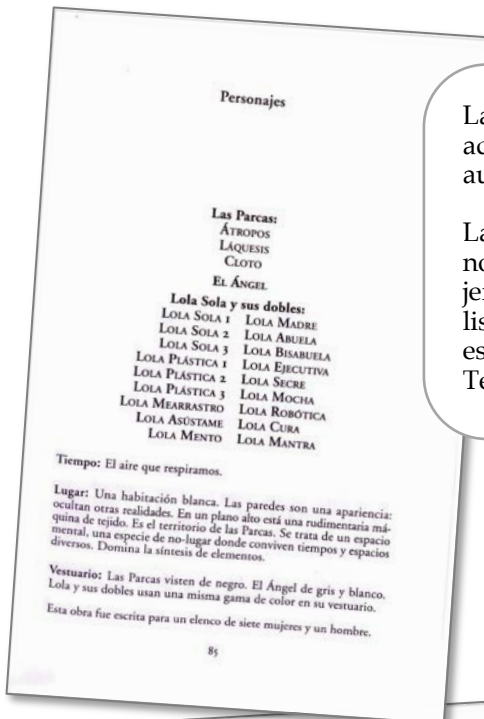 Personajes
Las Parcas:
ÁTROPOS
LÁQUESIS
CLOTO
EL ÁNGEL
Lola Sola y sus dobles:
LOLA SOLA 1 LOLA MADRE
LOLA SOLA 2 LOLA ABUELA
LOLA SOLA 3 LOLA BISABUELA
LOLA PLÁSTICA 1 LOLA EJECUTIVA
LOLA PLÁSTICA 2 LOLA SECRE
LOLA PLÁSTICA 3 LOLA MOCHA
LOLA MEARRASTRO LOLA ROBÓTICA
LOLA ASÚSTAME LOLA CURA
LOLA MENTO LOLA MANTRA
Tiempo: El aire que respiramos.
Lugar: Una habitación blanca. Las paredes son una apariencia:
ocultan otras realidades. En un plano alto está una rudimentaria má-
quina de tejido. Es el territorio de las Parcas. Se trata de un espacio
mental, una especie de no-lugar donde conviven tiempos y espacios
diversos. Domina la síntesis de elementos.
Vestuario: Las Parcas visten de negro. El Ángel de gris y blanco.
Lola y sus dobles usan una misma gama de color en su vestuario.
Esta obra fue escrita para un elenco de siete mujeres y un hombre.
85
La
au
La
no
lis
es
Te